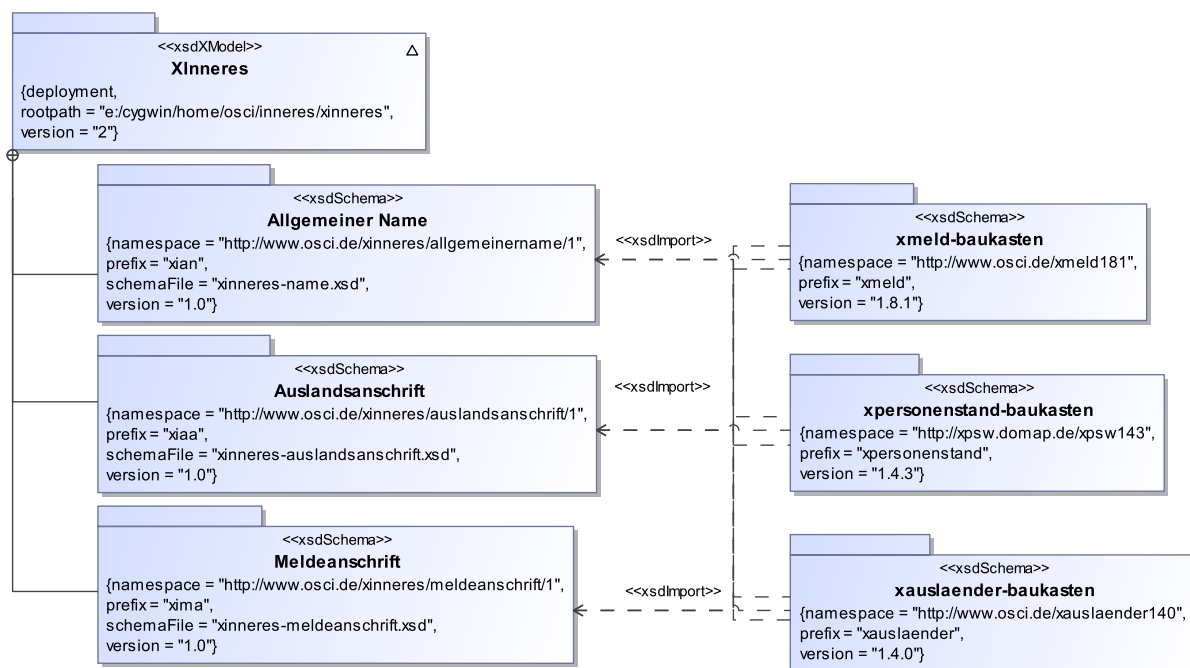 <<xsdXModel>>
XInneres
{deployment,
rootpath = "e:/cygwin/home/osci/inneres/xinneres",
version = "2"}
<<xsdSchema>>
Allgemeiner Name
{namespace = "http://www.osci.de/xinneres/allgemeinername/1",
prefix = "xian",
schemaFile = "xinneres-name.xsd",
version = "1.0"}
<<xsdImport>>
<<xsdSchema>>
xmeld-baukasten
{namespace = "http://www.osci.de/xmeld181",
prefix = "xmeld",
version = "1.8.1"}
<<xsdSchema>>
Auslandsanschrift
{namespace = "http://www.osci.de/xinneres/auslandsanschrift/1",
prefix = "xiaa",
schemaFile = "xinneres-auslandsanschrift.xsd",
version = "1.0"}
<<xsdImport>>
<<xsdSchema>>
xpersonenstand-baukasten
{namespace = "http://xpsw.domap.de/xpsw143",
prefix = "xpersonenstand",
version = "1.4.3"}
<<xsdSchema>>
Meldeanschrift
{namespace = "http://www.osci.de/xinneres/meldeanschrift/1",
prefix = "xima",
schemaFile = "xinneres-meldeanschrift.xsd",
version = "1.0"}
<<xsdImport>>
<<xsdSchema>>
xauslaender-baukasten
{namespace = "http://www.osci.de/xauslaender140",
prefix = "xauslaender",
version = "1.4.0"}